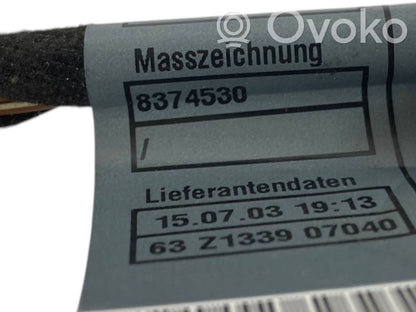 Ovoko
Masszeichnung
8374530
/
Lieferantendaten
15.07.03 19:13
63 Z1339 07040